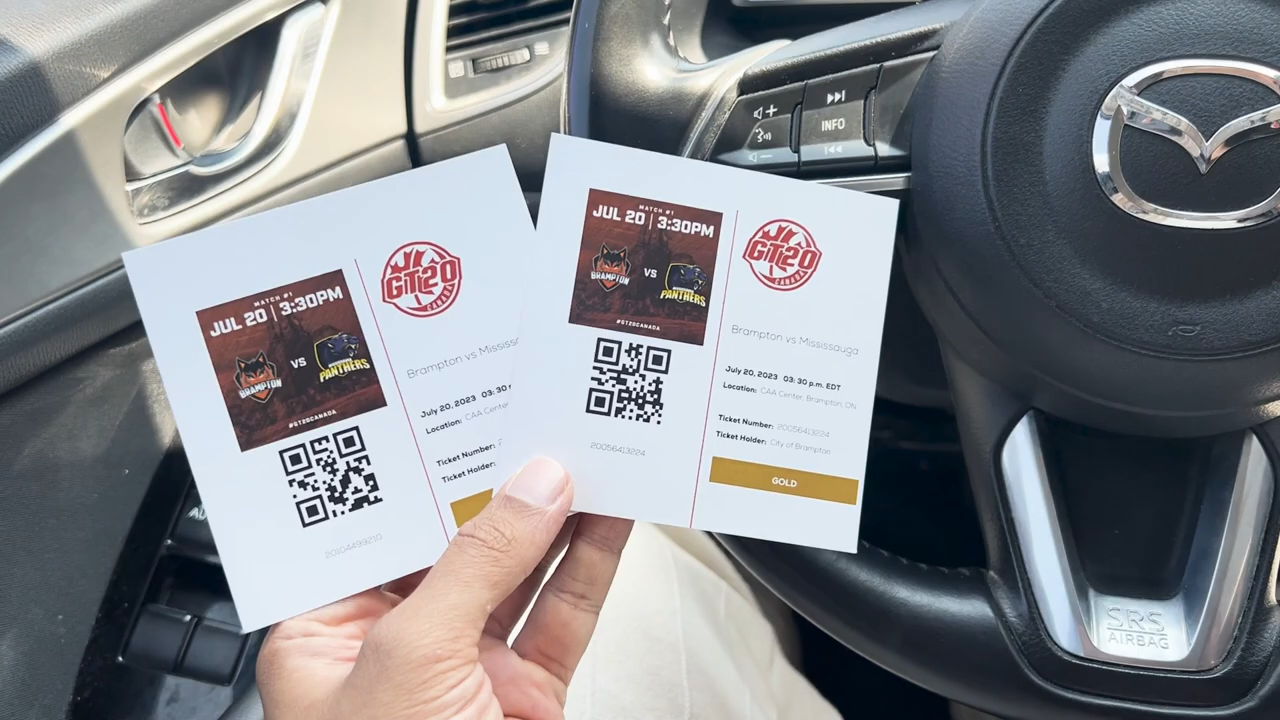 INFO
MATCH #1
JUL 20 | 3:30PM
BRAMPTON
VS
PANTHERS
#GT20CANADA
GT20
CANADA
Brampton vs Mississ
July 20, 2023 03: 30 p
Location: CAA Center
Ticket Number:
Ticket Holder:
20104499210
MATCH #1
JUL 20 | 3:30PM
BRAMPTON
VS
PANTHERS
#GT20CANADA
20056413224
GT20
CANADA
Brampton vs Mississauga
July 20, 2023 03: 30 p.m. EDT
Location: CAA Center, Brampton, ON
Ticket Number: 20056413224
Ticket Holder: City of Brampton
GOLD
SRS
AIRBAG